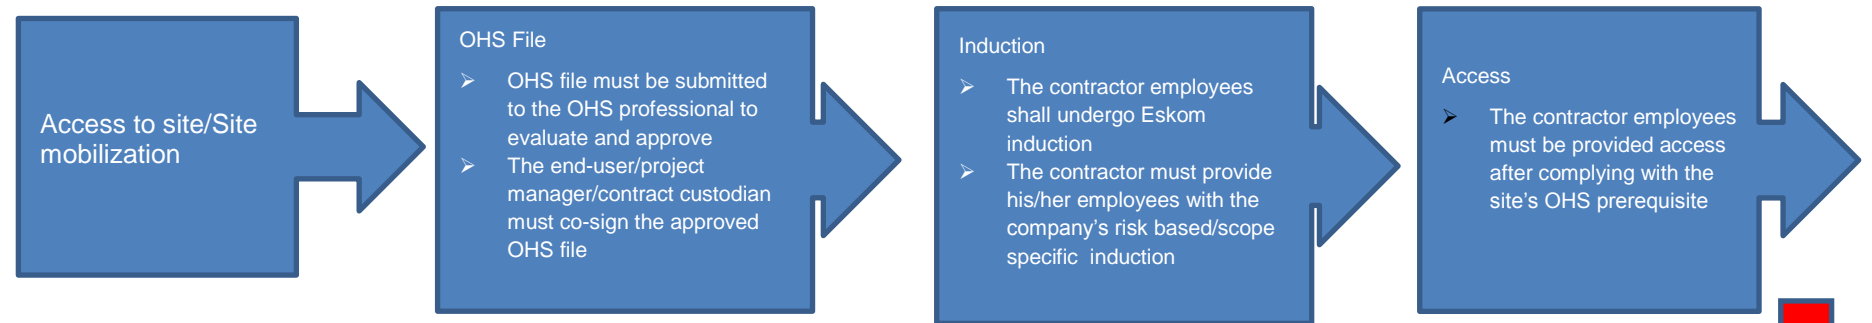 Access to site/Site
mobilization
OHS File
➢ OHS file must be submitted
to the OHS professional to
evaluate and approve
➢ The end-user/project
manager/contract custodian
must co-sign the approved
OHS file
Induction
➢ The contractor employees
shall undergo Eskom
induction
➢ The contractor must provide
his/her employees with the
company’s risk based/scope
specific  induction
Access
➢ The contractor employees
must be provided access
after complying with the
site’s OHS prerequisite